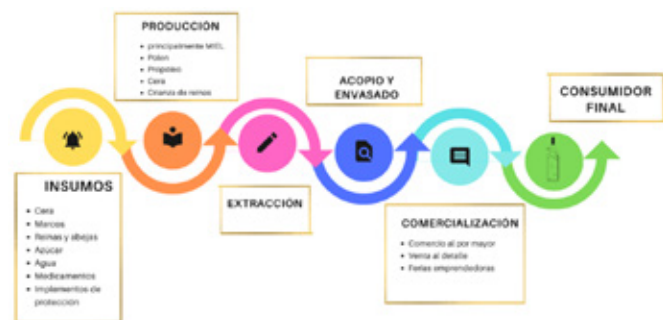 INSUMOS
Cera
Marcos
Reinas y abejas
Azúcar
Agua
Medicamentos
Implementos de
protección
PRODUCCIÓN
principalmente MIEL
Polen
Propóleo
Cera
Crianza de reinas
EXTRACCIÓN
ACOPIO Y
ENVASADO
COMERCIALIZACIÓN
Comercio al por mayor
Venta al detalle
Ferias emprendedoras
CONSUMIDOR
FINAL